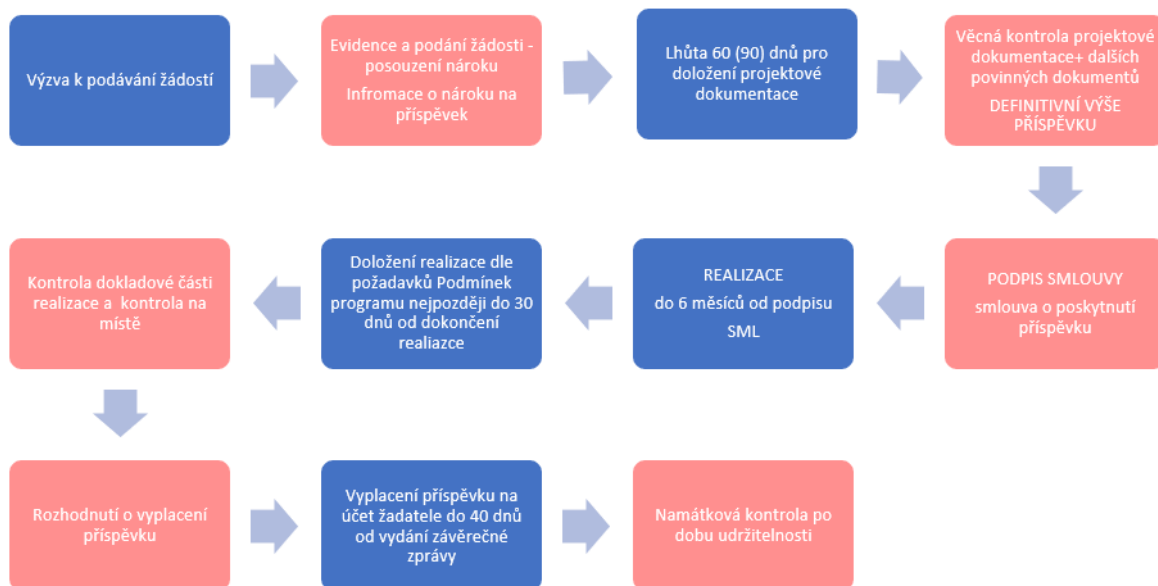 Výzva k podávání žádostí
Evidence a podání žádosti -
posouzení nároku
Infromace o nároku na
příspěvek
Lhůta 60 (90) dnů pro
doložení projektové
dokumentace
Věcná kontrola projektové
dokumentace+ dalších
povinných dokumentů
DEFINITIVNÍ VÝŠE
PŘÍSPĚVKU
PODPIS SMLOUVY
smlouva o poskytnutí
příspěvku
REALIZACE
do 6 měsíců od podpisu
SML
Doložení realizace dle
požadavků Podmínek
programu nejpozději do 30
dnů od dokončení
realiazce
Kontrola dokladové části
realizace a  kontrola na
místě
Rozhodnutí o vyplacení
příspěvku
Vyplacení příspěvku na
účet žadatele do 40 dnů
od vydání závěrečné
zprávy
Namátková kontrola po
dobu udržitelnosti